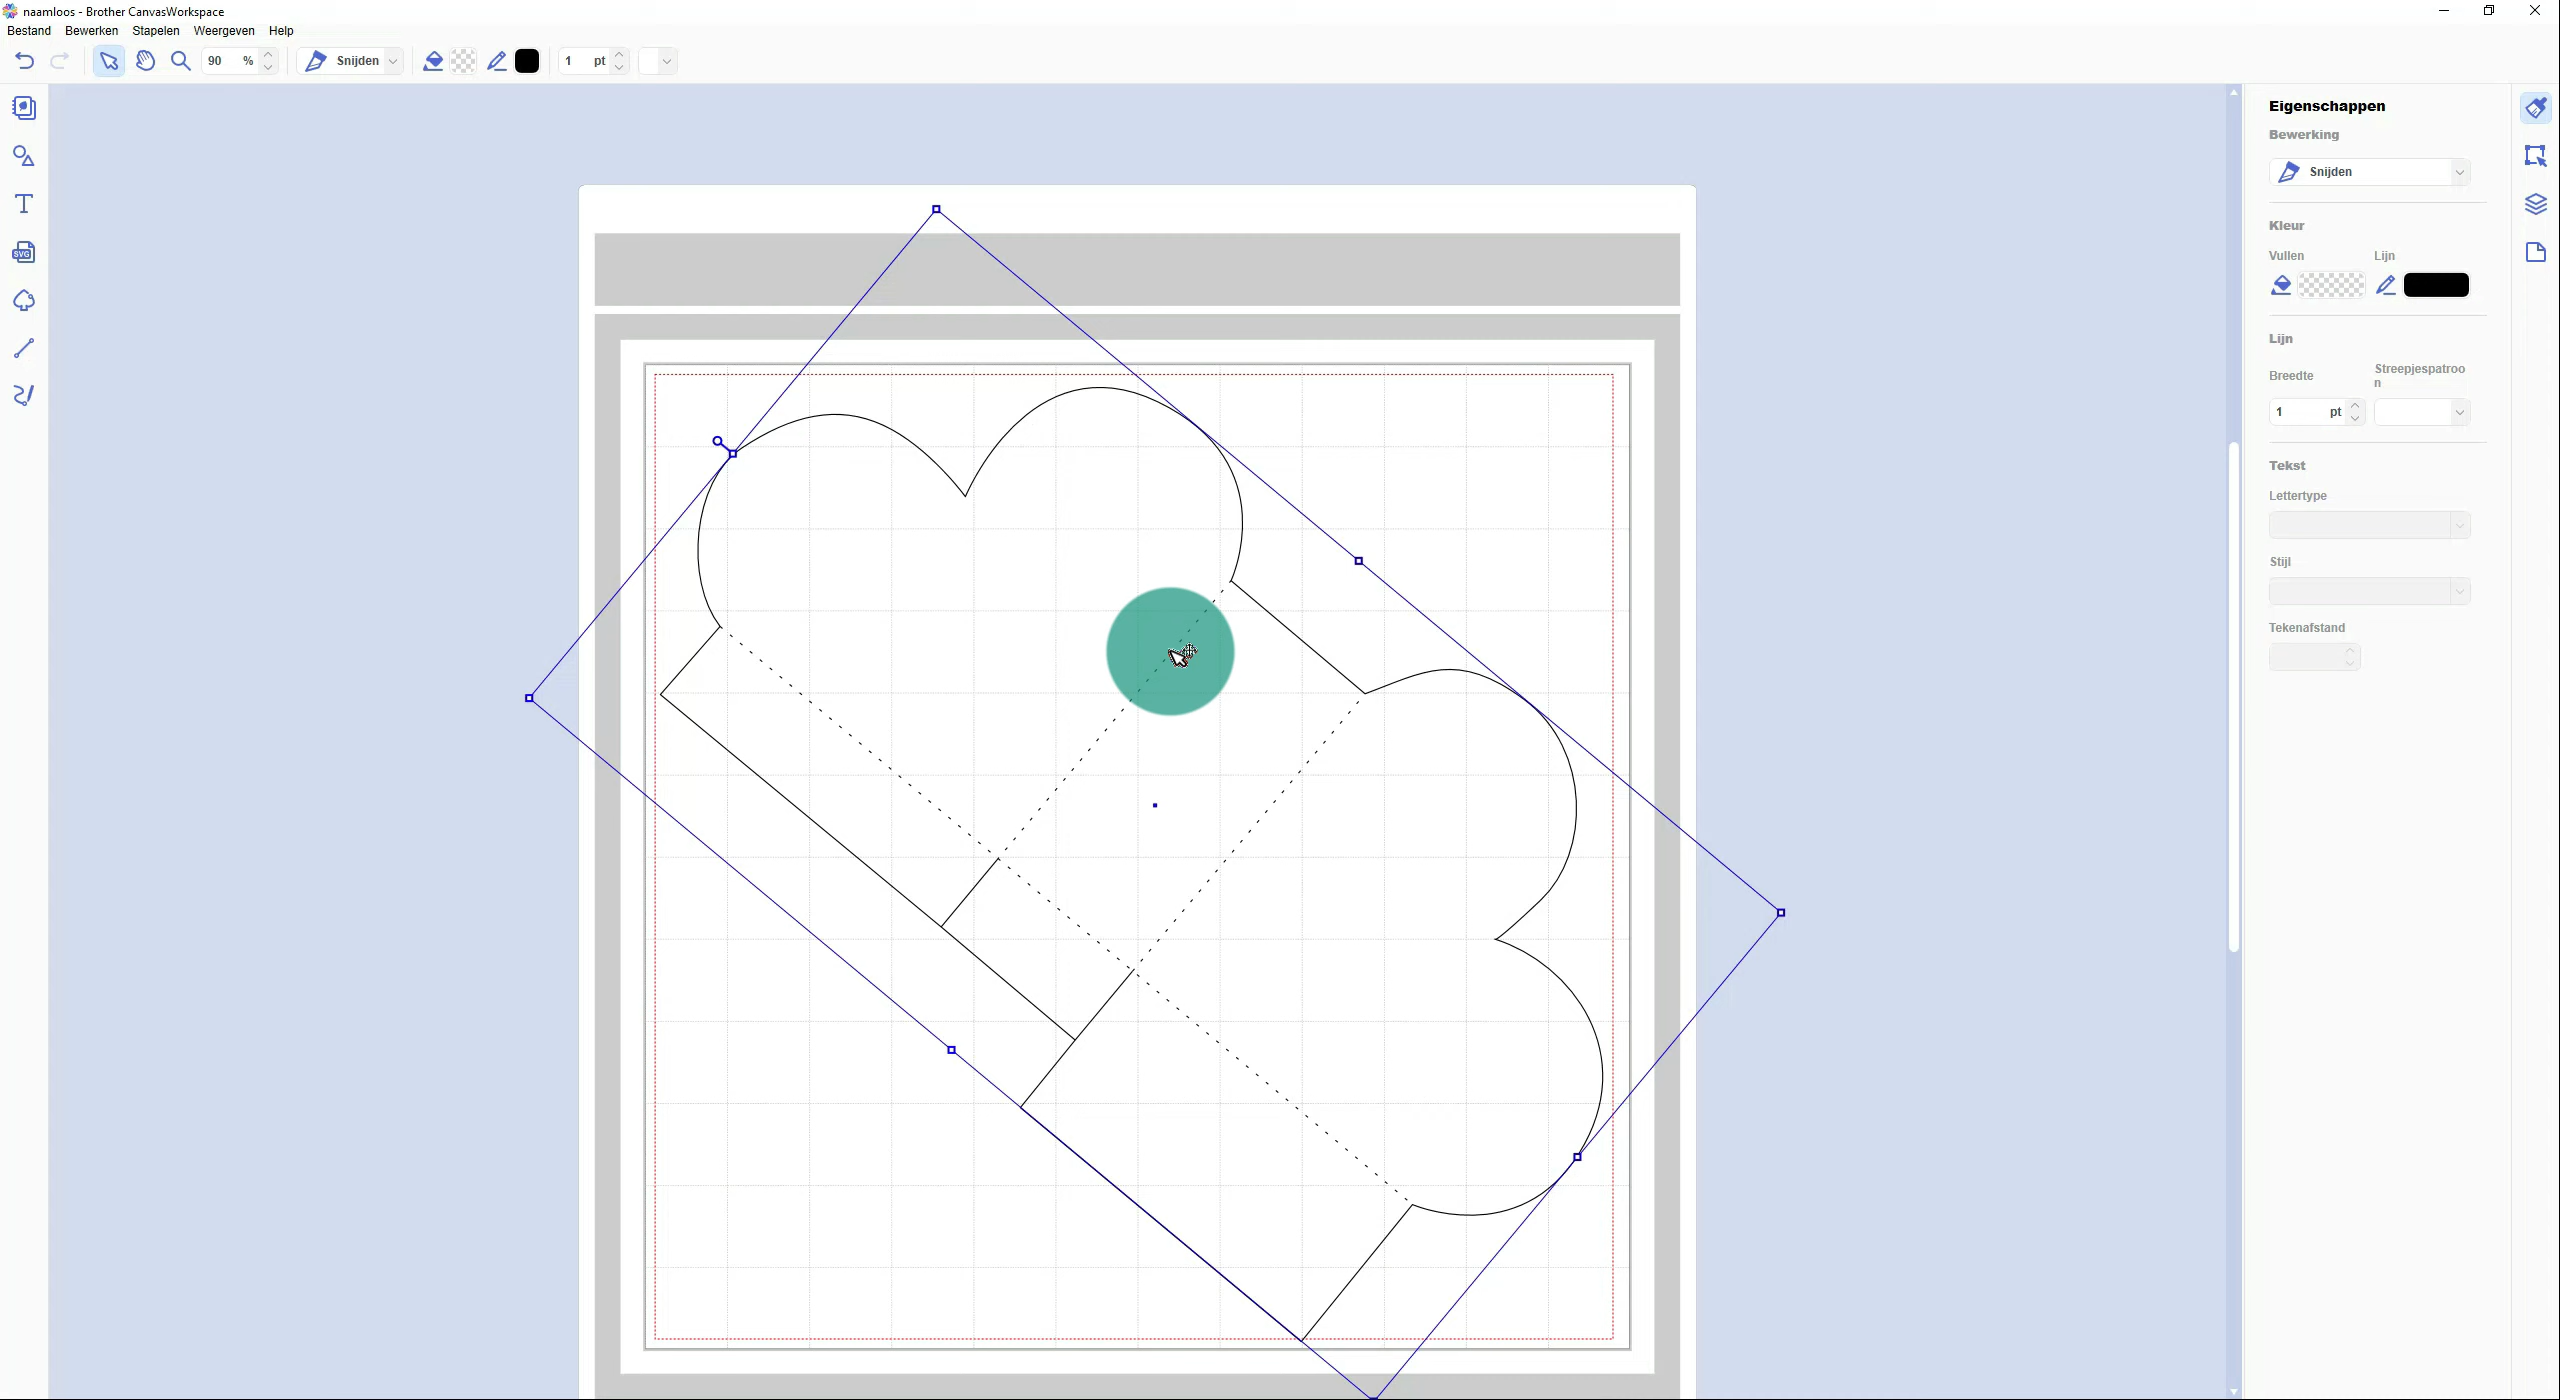 naamloos - Brother CanvasWorkspace
Bestand Bewerken Stapelen Weergeven Help
90 % Snijden 1 pt
Eigenschappen
Bewerking
Snijden
Kleur
Vullen Lijn
Lijn
Breedte Streepjespatroo
n
1 pt
Tekst
Lettertype
Stijl
Tekenafstand
SVG